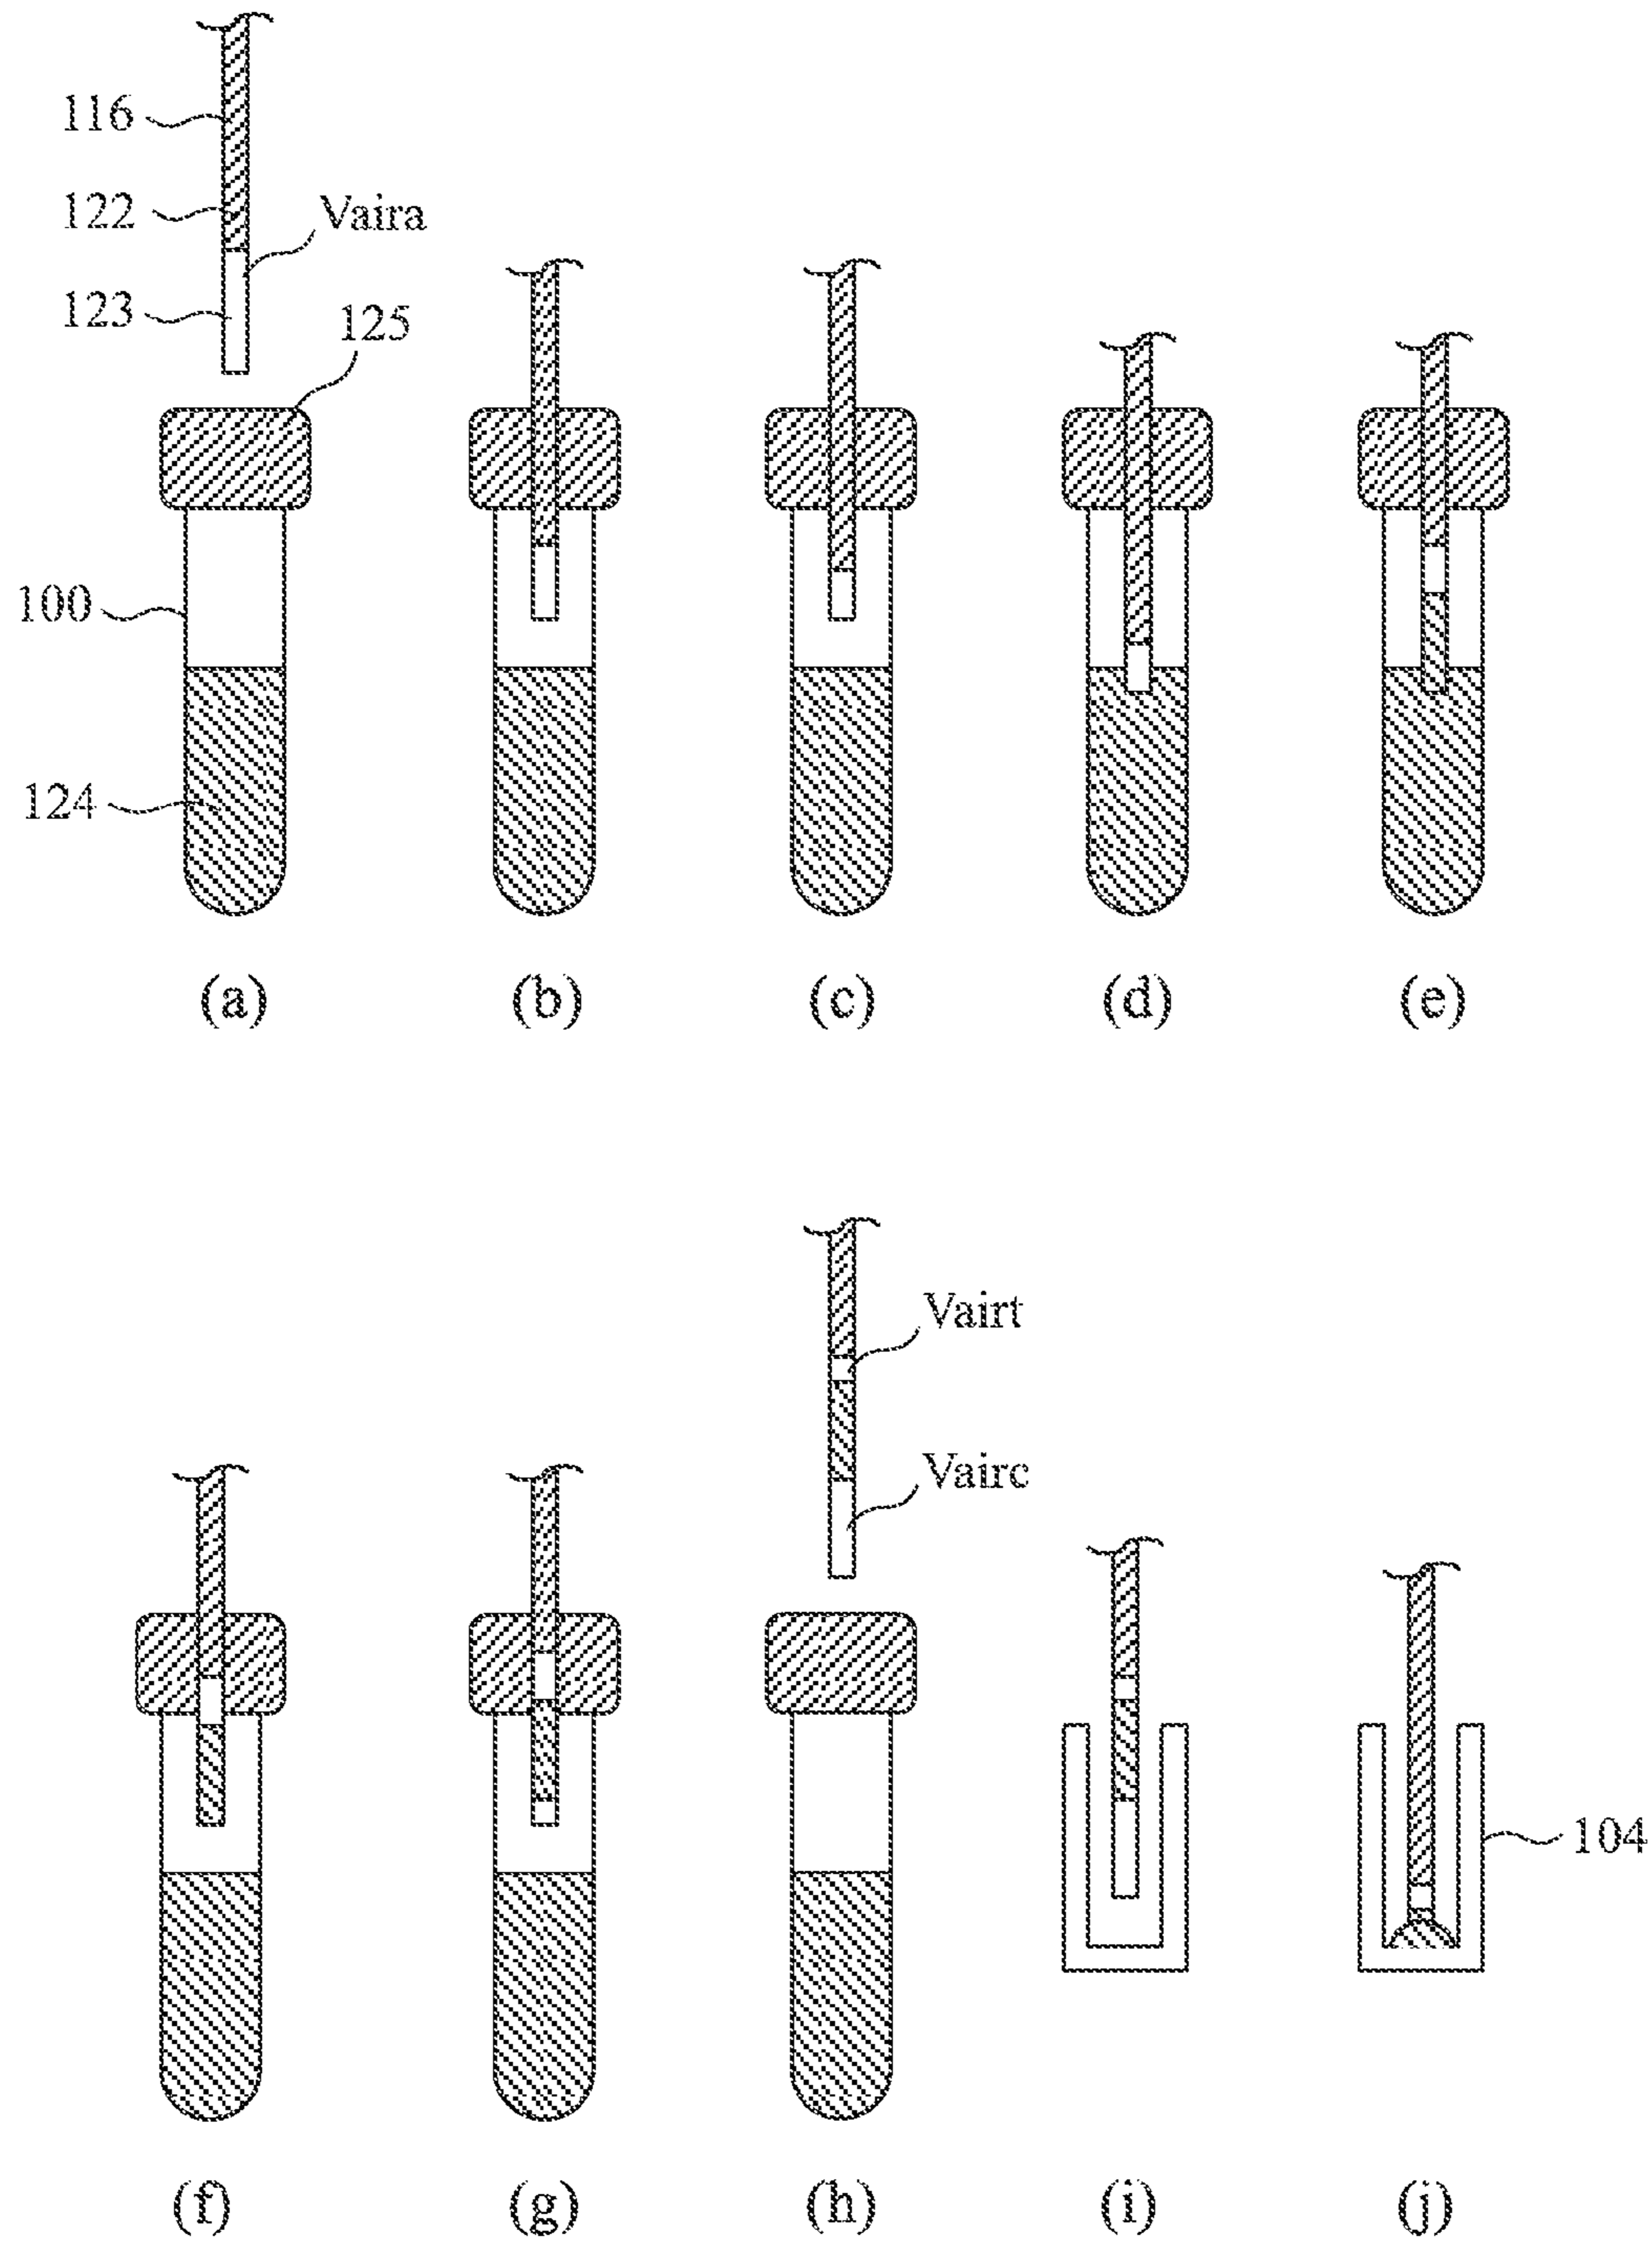 116
122
Vaira
123
125
100
124
(a) (b) (c) (d) (e)
Vairt
Vairc
104
(f) (g) (h) (i) (j)